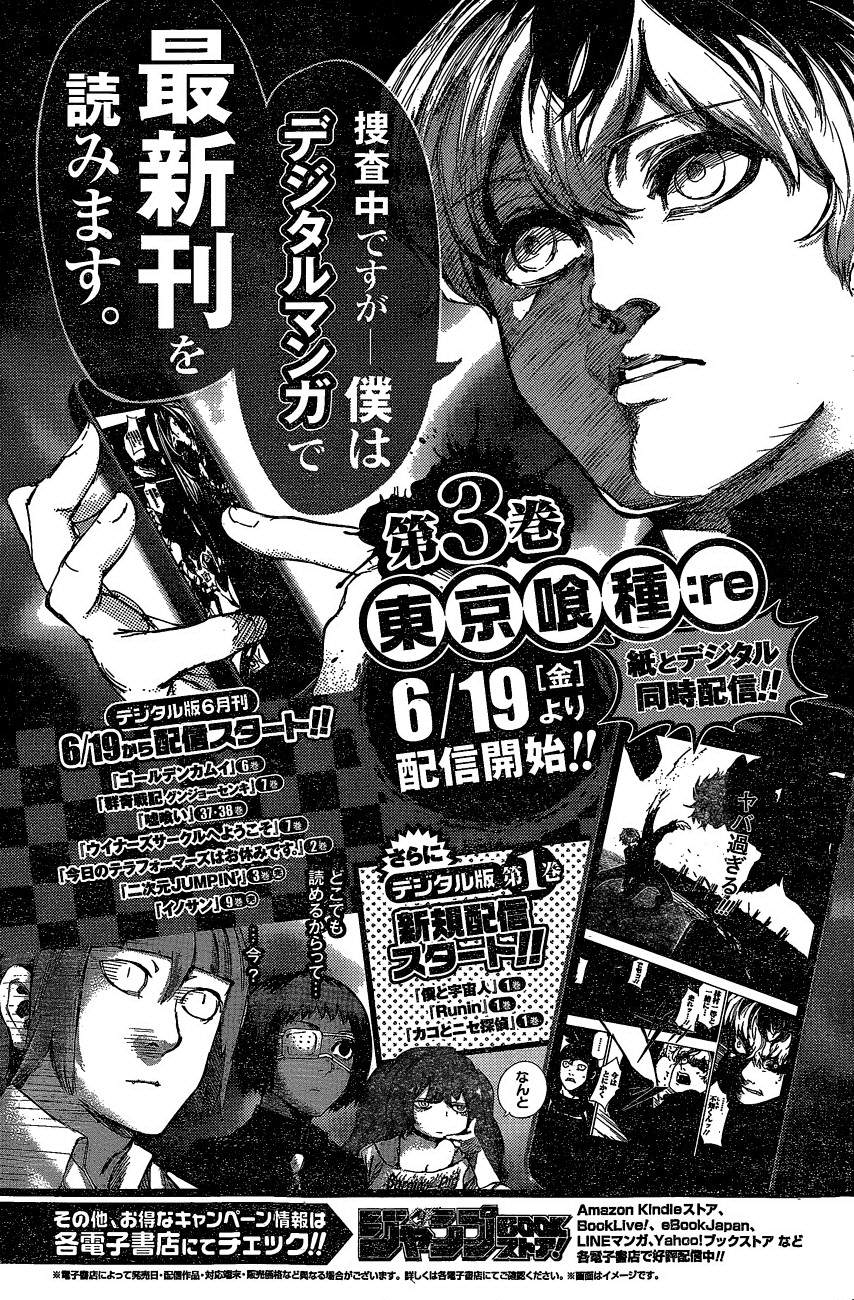 捜査中ですが―僕は
デジタルマンガで
最新刊を
読みます。
第3巻
東京喰種:re
6/19[金]より
配信開始!!
紙とデジタル
同時配信!!
デジタル版6月刊
6/19から配信スタート!!
『ゴールデンカムイ』6巻
『群青戦記 グンジョーセンキ』7巻
『嘘喰い』37・38巻
『ウイナーズサークルへようこそ』7巻
『今日のテラフォーマーズはお休みです。』2巻
『二次元JUMPIN'』3巻
『イノサン』9巻
さらに
デジタル版 第1巻
新規配信
スタート!!
『僕と宇宙人』1巻
『Runin』1巻
『カコとニセ探偵』1巻
ヤバ過ぎる!!
どこでも
読めるからって…
…今?
なんと
その他、お得なキャンペーン情報は
各電子書店にてチェック!!
ジャンプBOOKストア!
Amazon Kindleストア、
BookLive!、eBookJapan、
LINEマンガ、Yahoo!ブックストア など
各電子書店で好評配信中!!
※電子書店によって発売日・配信作品・対応端末・販売価格など異なる場合がございます。詳しくは各電子書店にてご確認ください。※画面はイメージです。